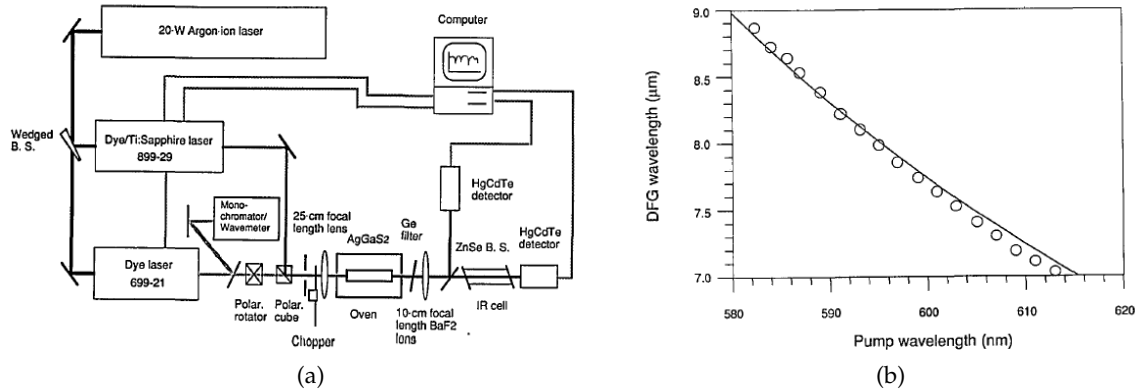 20-W Argon-ion laser
Computer
Wedged
B. S.
Dye/Ti:Sapphire laser
899-29
HgCdTe
detector
Mono-
chromator/
Wavemeter
25-cm focal
length lens
Ge
filter
HgCdTe
detector
ZnSe B. S.
AgGaS2
Dye laser
699-21
Polar.
rotator
Polar.
cube
Chopper
Oven
10-cm focal
length BaF2
lons
IR cell
(a)
9.0
8.5
8.0
7.5
7.0
DFG wavelength (μm)
580
590
600
610
620
Pump wavelength (nm)
(b)